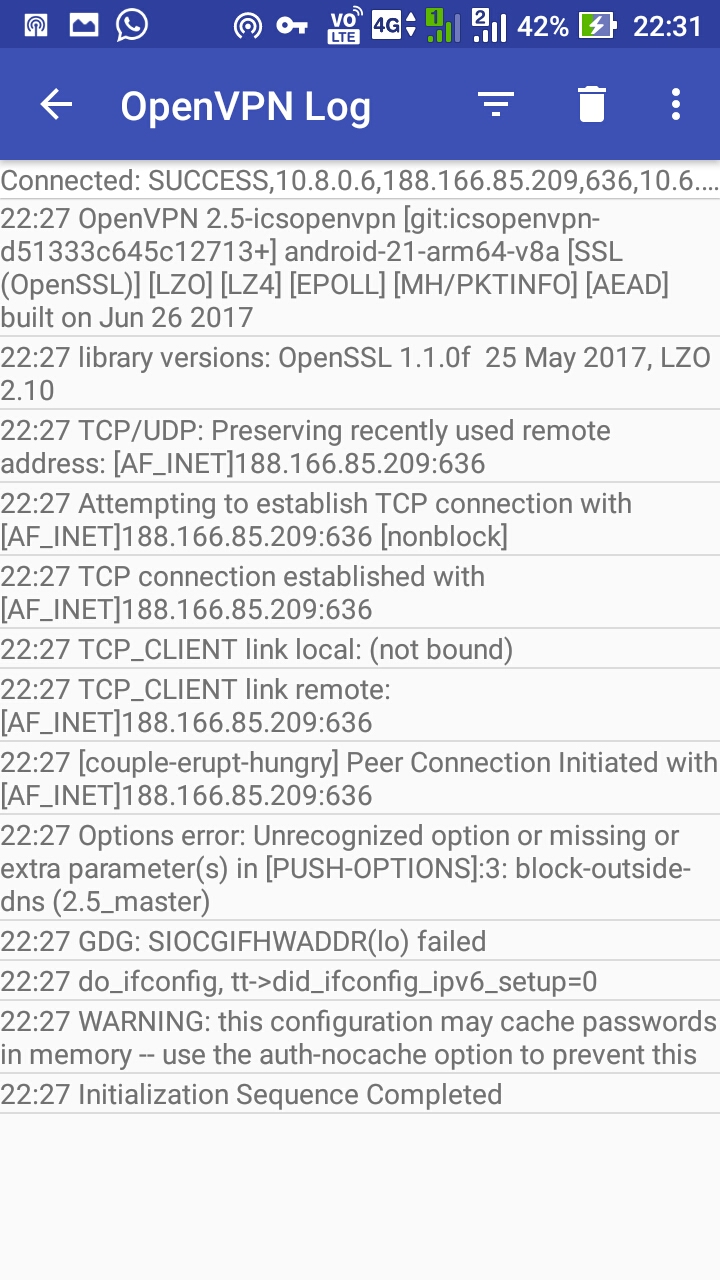 VO
LTE
4G
1
2
42%
22:31
OpenVPN Log
Connected: SUCCESS,10.8.0.6,188.166.85.209,636,10.6....
22:27 OpenVPN 2.5-icsopenvpn [git:icsopenvpn-
d51333c645c12713+] android-21-arm64-v8a [SSL
(OpenSSL)] [LZO] [LZ4] [EPOLL] [MH/PKTINFO] [AEAD]
built on Jun 26 2017
22:27 library versions: OpenSSL 1.1.0f  25 May 2017, LZO
2.10
22:27 TCP/UDP: Preserving recently used remote
address: [AF_INET]188.166.85.209:636
22:27 Attempting to establish TCP connection with
[AF_INET]188.166.85.209:636 [nonblock]
22:27 TCP connection established with
[AF_INET]188.166.85.209:636
22:27 TCP_CLIENT link local: (not bound)
22:27 TCP_CLIENT link remote:
[AF_INET]188.166.85.209:636
22:27 [couple-erupt-hungry] Peer Connection Initiated with
[AF_INET]188.166.85.209:636
22:27 Options error: Unrecognized option or missing or
extra parameter(s) in [PUSH-OPTIONS]:3: block-outside-
dns (2.5_master)
22:27 GDG: SIOCGIFHWADDR(lo) failed
22:27 do_ifconfig, tt->did_ifconfig_ipv6_setup=0
22:27 WARNING: this configuration may cache passwords
in memory -- use the auth-nocache option to prevent this
22:27 Initialization Sequence Completed